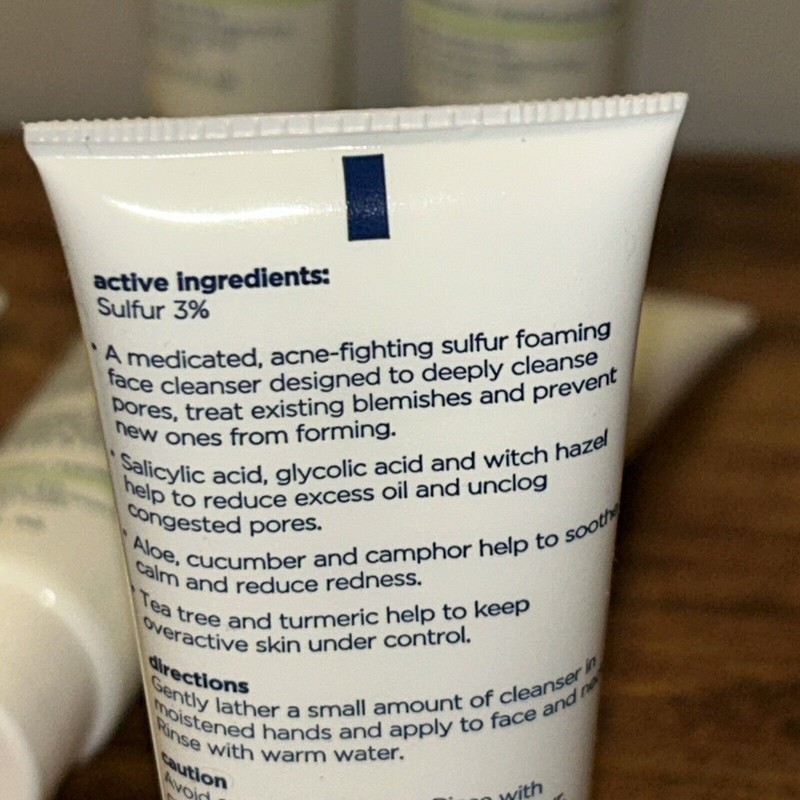 active ingredients:
Sulfur 3%
• A medicated, acne-fighting sulfur foaming
face cleanser designed to deeply cleanse
pores, treat existing blemishes and prevent
new ones from forming.
• Salicylic acid, glycolic acid and witch hazel
help to reduce excess oil and unclog
congested pores.
• Aloe, cucumber and camphor help to soothe
calm and reduce redness.
• Tea tree and turmeric help to keep
overactive skin under control.
directions
Gently lather a small amount of cleanser in
moistened hands and apply to face and
Rinse with warm water.
caution
Avoid with